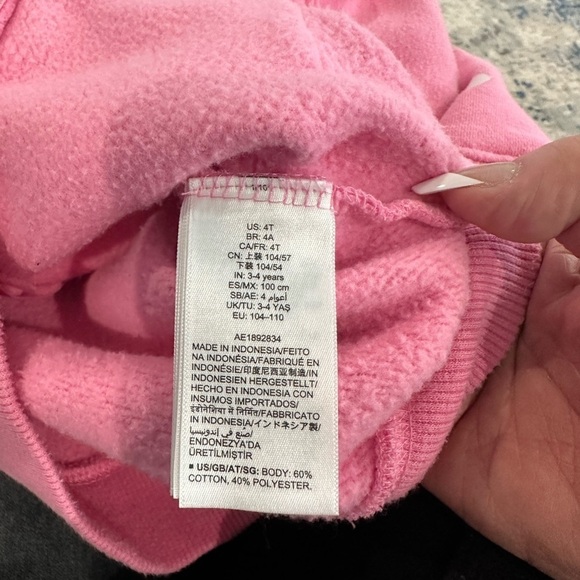 US: 4T
BR: 4A
CA/FR: 4T
CN: 上装 104/57
下装 104/54
IN: 3-4 years
ES/MX: 100 cm
SB/AE: 4 أعوام
UK/TU: 3-4 YAŞ
EU: 104-110
AE1892834
MADE IN INDONESIA/FEITO
NA INDONÉSIA/FABRIQUÉ EN
INDONÉSIE/印度尼西亚制造/IN
INDONESIEN HERGESTELLT/
HECHO EN INDONESIA CON
INSUMOS IMPORTADOS/
इंडोनेशिया में निर्मित/FABBRICATO
IN INDONESIA/インドネシア製/
صنع في إندونيسيا/
ENDONEZYA'DA
ÜRETİLMİŞTİR
■ US/GB/AT/SG: BODY: 60%
COTTON, 40% POLYESTER.